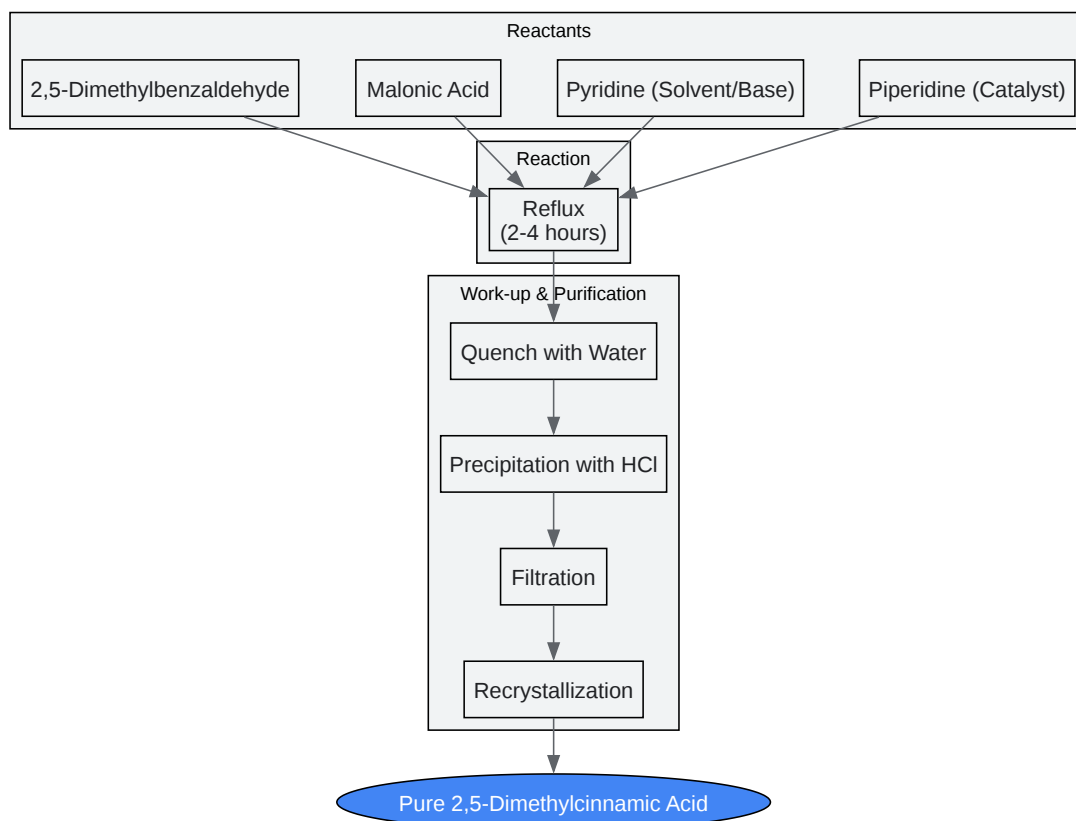 Reactants
2,5-Dimethylbenzaldehyde
Malonic Acid
Pyridine (Solvent/Base)
Piperidine (Catalyst)
Reaction
Reflux
(2-4 hours)
Work-up & Purification
Quench with Water
Precipitation with HCl
Filtration
Recrystallization
Pure 2,5-Dimethylcinnamic Acid